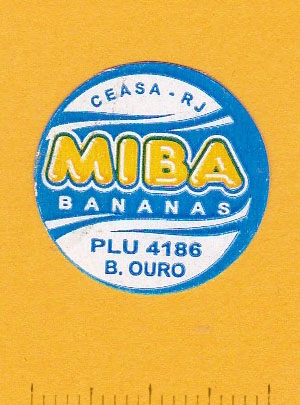 CEASA - RJ
MIBA
BANANAS
PLU 4186
B. OURO